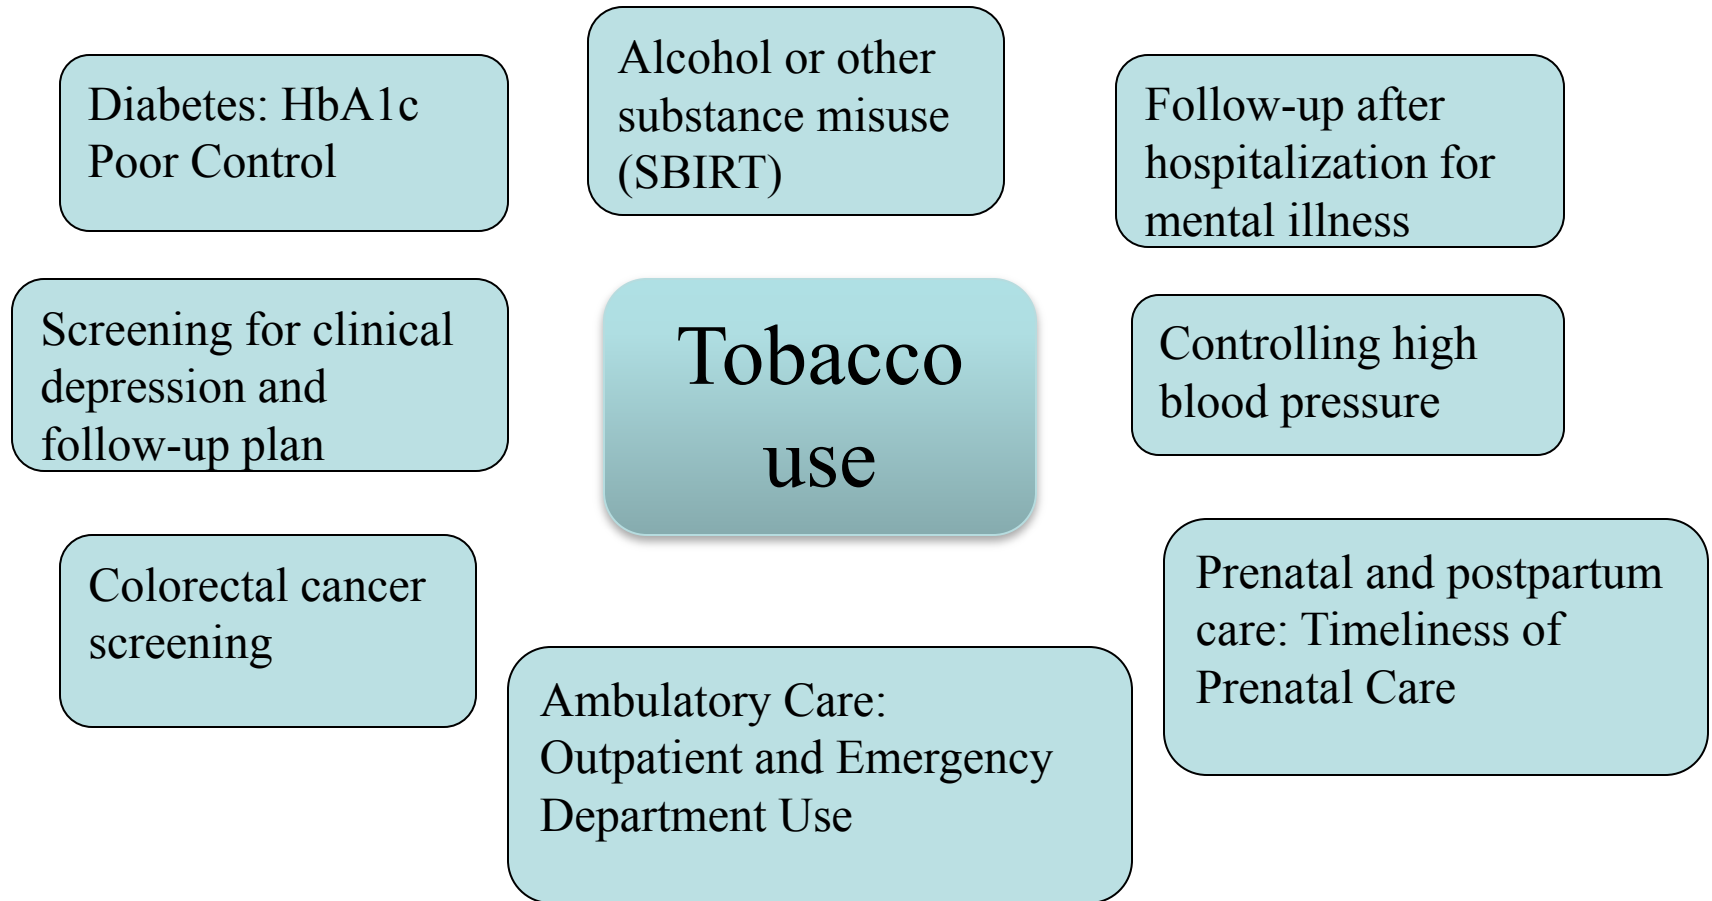 Diabetes: HbA1c
Poor Control
Alcohol or other
substance misuse
(SBIRT)
Follow-up after
hospitalization for
mental illness
Screening for clinical
depression and
follow-up plan
Tobacco
use
Controlling high
blood pressure
Colorectal cancer
screening
Ambulatory Care:
Outpatient and Emergency
Department Use
Prenatal and postpartum
care: Timeliness of
Prenatal Care